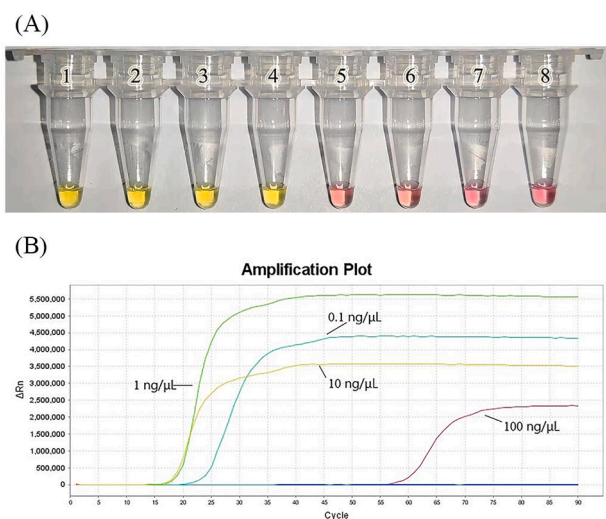 (A)
1 2 3 4 5 6 7 8
(B)
Amplification Plot
5,500,000
5,000,000
4,500,000
4,000,000
3,500,000
3,000,000
2,500,000
2,000,000
1,500,000
1,000,000
500,000
0
ΔRn
1 ng/μL
0.1 ng/μL
10 ng/μL
100 ng/μL
0 5 10 15 20 25 30 35 40 45 50 55 60 65 70 75 80 85 90
Cycle